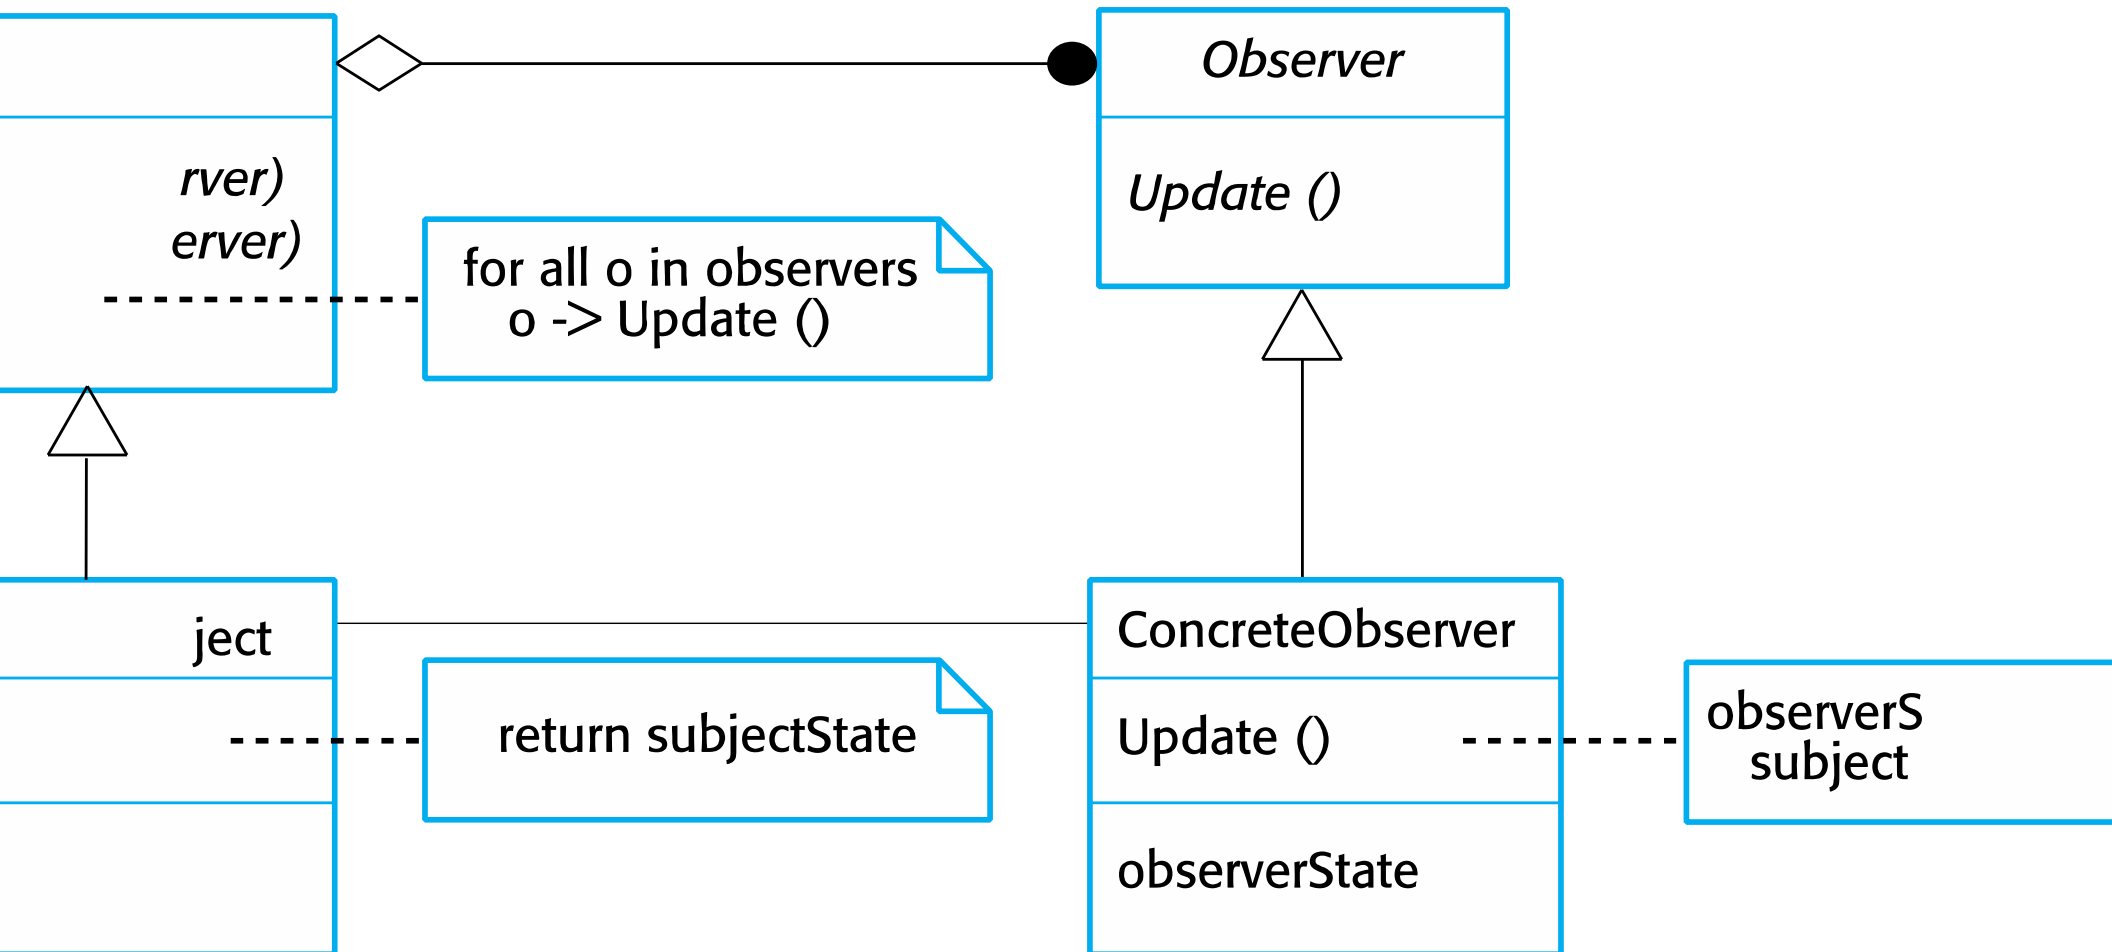 Observer
rver)
erver)
Update ()
for all o in observers
o -> Update ()
ject
ConcreteObserver
return subjectState
Update ()
observerS
subject
observerState